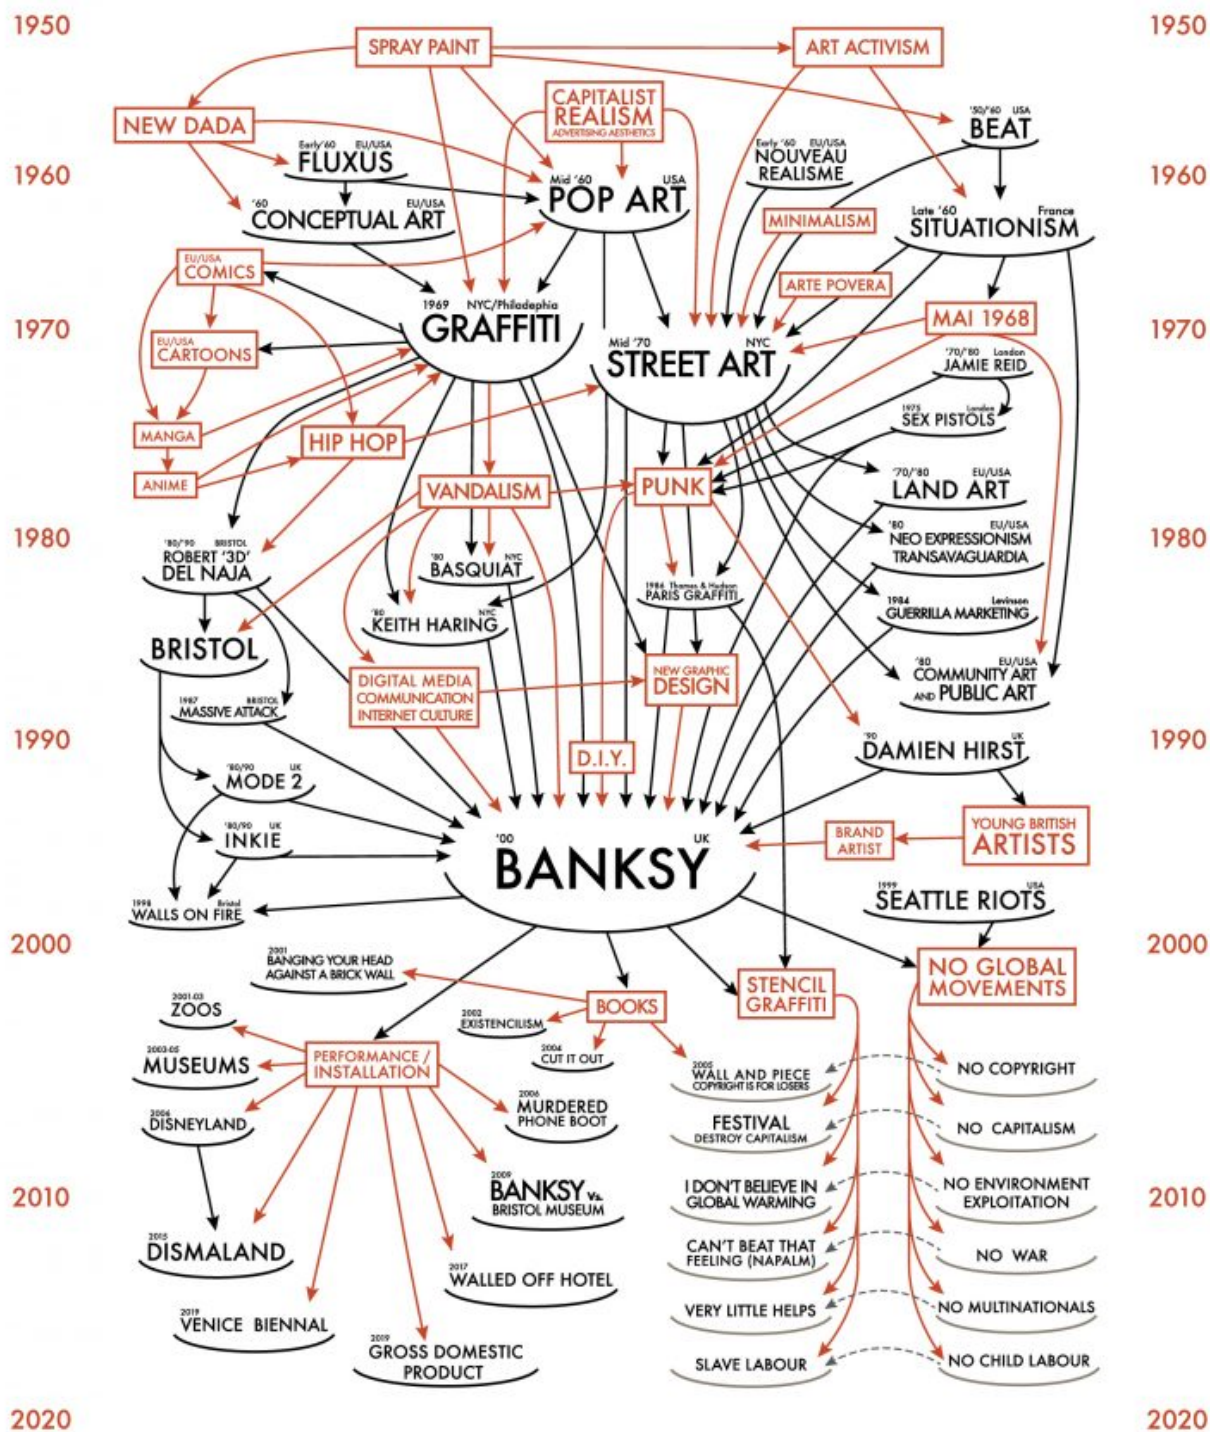 1950
1950
SPRAY PAINT
ART ACTIVISM
CAPITALIST
REALISM
ADVERTISING AESTHETICS
NEW DADA
'50/'60 USA
BEAT
Early'60 EU/USA
FLUXUS
Early '60 EU/USA
NOUVEAU
REALISME
1960
1960
Mid '60 USA
POP ART
'60 EU/USA
CONCEPTUAL ART
MINIMALISM
Late '60 France
SITUATIONISM
EU/USA
COMICS
ARTE POVERA
1969 NYC/Philadephia
GRAFFITI
MAI 1968
1970
1970
EU/USA
CARTOONS
Mid '70 NYC
STREET ART
'70/'80 London
JAMIE REID
1975 London
SEX PISTOLS
MANGA
HIP HOP
ANIME
VANDALISM
PUNK
'70/'80 EU/USA
LAND ART
1980
1980
'80 EU/USA
NEO EXPRESSIONISM
TRANSAVAGUARDIA
'80/'90 BRISTOL
ROBERT '3D'
DEL NAJA
'80 NYC
BASQUIAT
1986 Thames & Hudson
PARIS GRAFFITI
1984 Levinson
GUERRILLA MARKETING
'80 NYC
KEITH HARING
BRISTOL
DIGITAL MEDIA
COMMUNICATION
INTERNET CULTURE
NEW GRAPHIC
DESIGN
'80 EU/USA
COMMUNITY ART
AND PUBLIC ART
1987 BRISTOL
MASSIVE ATTACK
1990
1990
D.I.Y.
'90 UK
DAMIEN HIRST
'80/90 UK
MODE 2
'80/90 UK
INKIE
'00 UK
BANKSY
BRAND
ARTIST
YOUNG BRITISH
ARTISTS
1998 Bristol
WALLS ON FIRE
1999 USA
SEATTLE RIOTS
2000
2000
2001
BANGING YOUR HEAD
AGAINST A BRICK WALL
NO GLOBAL
MOVEMENTS
STENCIL
GRAFFITI
BOOKS
2001-03
ZOOS
2002
EXISTENCILISM
2004
CUT IT OUT
2003-05
MUSEUMS
PERFORMANCE /
INSTALLATION
2005
WALL AND PIECE
COPYRIGHT IS FOR LOSERS
NO COPYRIGHT
2006
DISNEYLAND
2006
MURDERED
PHONE BOOT
FESTIVAL
DESTROY CAPITALISM
NO CAPITALISM
2010
2010
2009
BANKSY Vs.
BRISTOL MUSEUM
I DON'T BELIEVE IN
GLOBAL WARMING
NO ENVIRONMENT
EXPLOITATION
2015
DISMALAND
CAN'T BEAT THAT
FEELING (NAPALM)
NO WAR
2017
WALLED OFF HOTEL
2019
VENICE BIENNAL
VERY LITTLE HELPS
NO MULTINATIONALS
2019
GROSS DOMESTIC
PRODUCT
SLAVE LABOUR
NO CHILD LABOUR
2020
2020